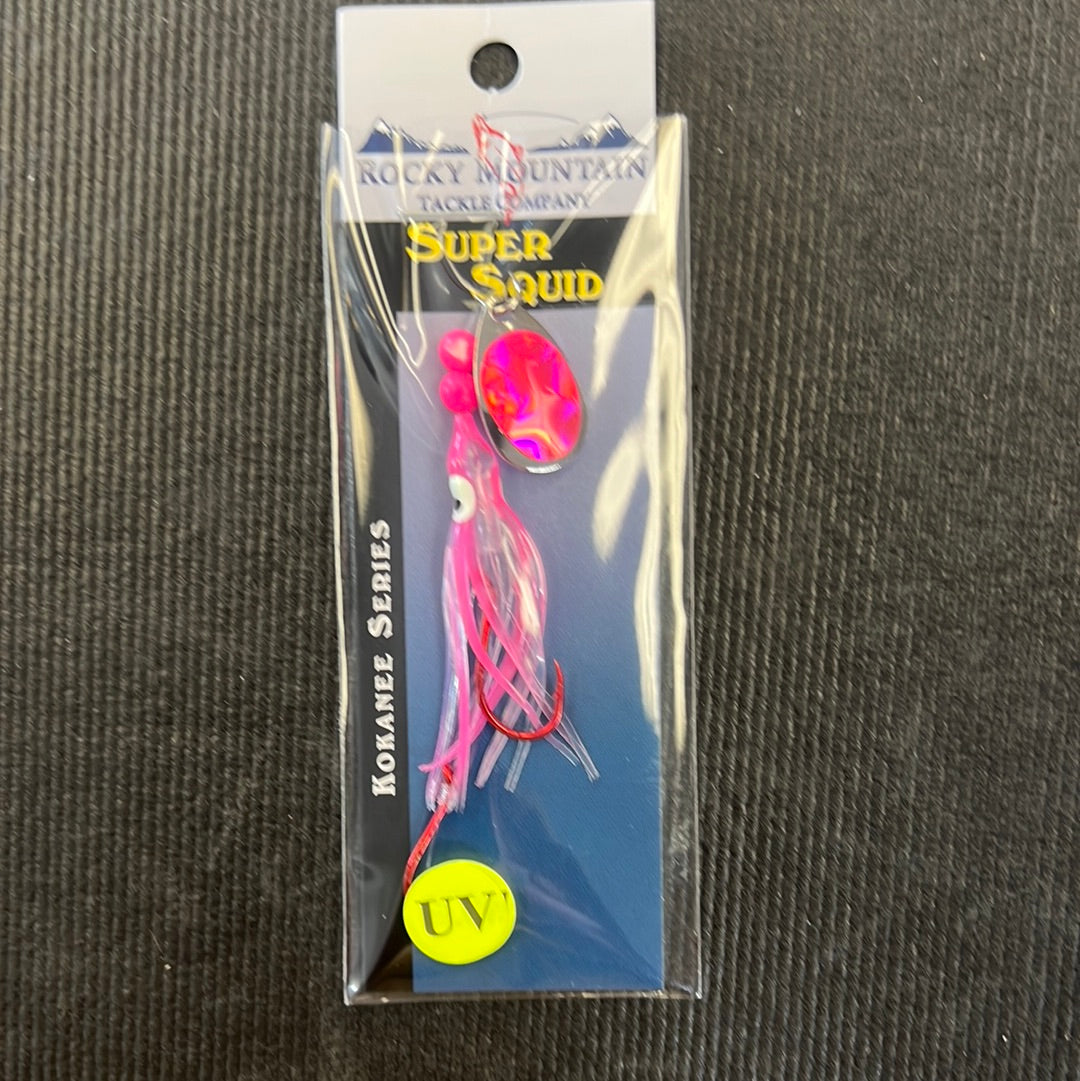 ROCKY MOUNTAIN
TACKLE COMPANY
SUPER
SQUID
KOKANEE SERIES
UV